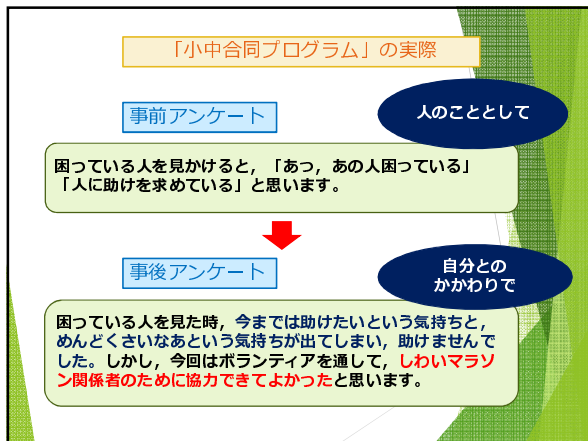 「小中合同プログラム」の実際
事前アンケート
人のこととして
困っている人を見かけると，「あっ，あの人困っている」
「人に助けを求めている」と思います。
事後アンケート
自分との
かかわりで
困っている人を見た時，今までは助けたいという気持ちと，
めんどくさいなあという気持ちが出てしまい，助けませんで
した。しかし，今回はボランティアを通して，しわいマラソ
ン関係者のために協力できてよかったと思います。